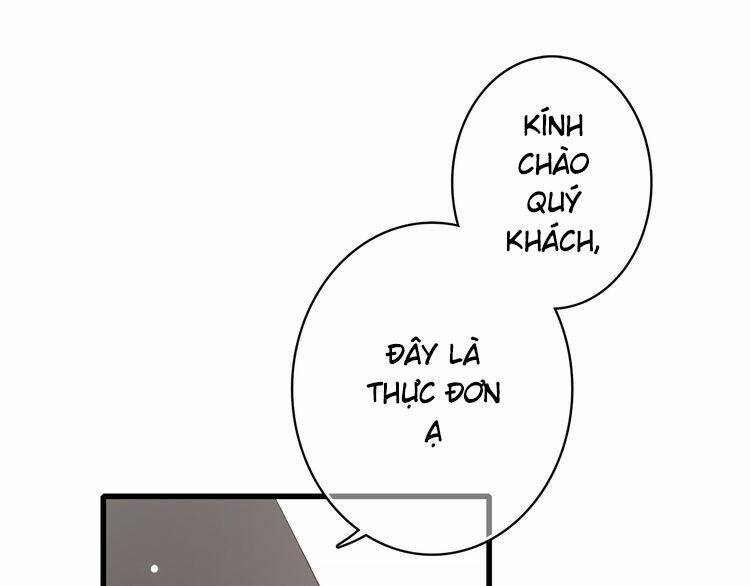 KÍNH
CHÀO
QUÝ
KHÁCH,
ĐÂY LÀ
THỰC ĐƠN
Ạ